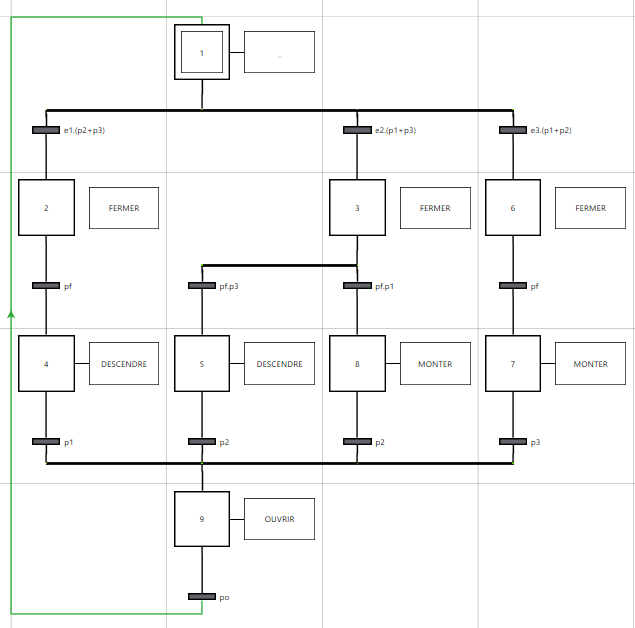 1
..
e1.(p2+p3)
e2.(p1+p3)
e3.(p1+p2)
2
FERMER
3
FERMER
6
FERMER
pf
pf.p3
pf.p1
pf
4
DESCENDRE
5
DESCENDRE
8
MONTER
7
MONTER
p1
p2
p2
p3
9
OUVRIR
po